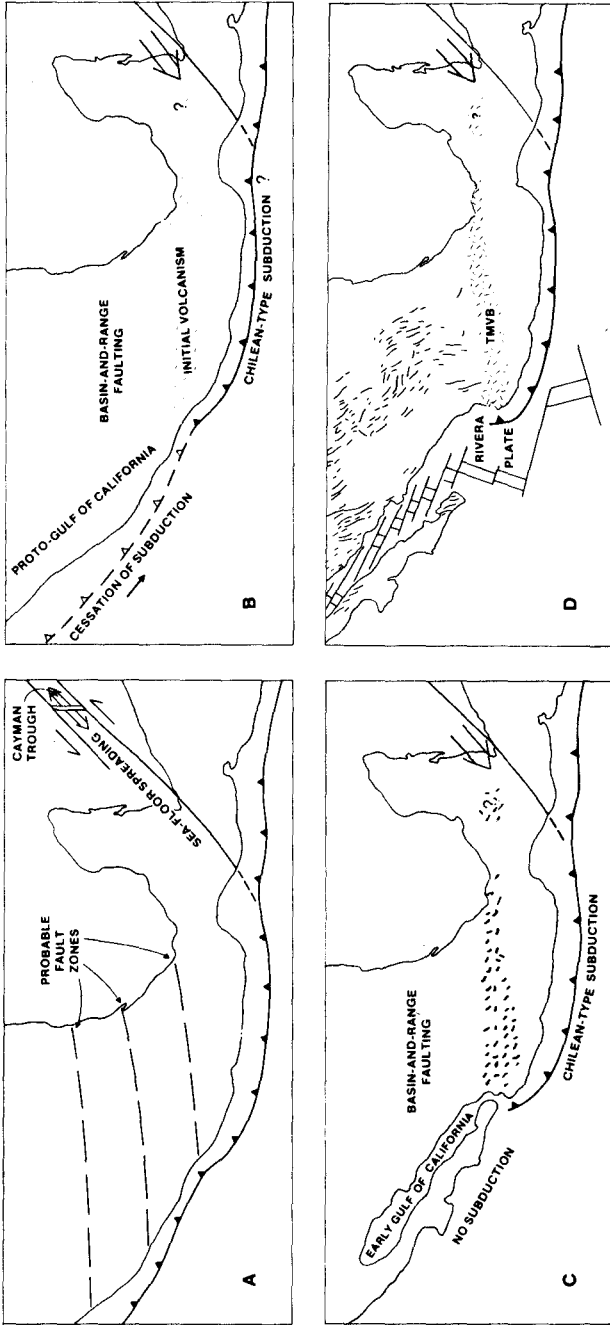 CAYMAN
TROUGH
SEA-FLOOR SPREADING
PROBABLE
FAULT
ZONES
A
PROTO-GULF OF CALIFORNIA
CESSATION OF SUBDUCTION
BASIN-AND-RANGE
FAULTING
INITIAL VOLCANISM
?
CHILEAN-TYPE SUBDUCTION ?
B
EARLY GULF OF CALIFORNIA
NO SUBDUCTION
BASIN-AND-RANGE
FAULTING
?
CHILEAN-TYPE SUBDUCTION
C
RIVERA
PLATE
TMVB
?
D